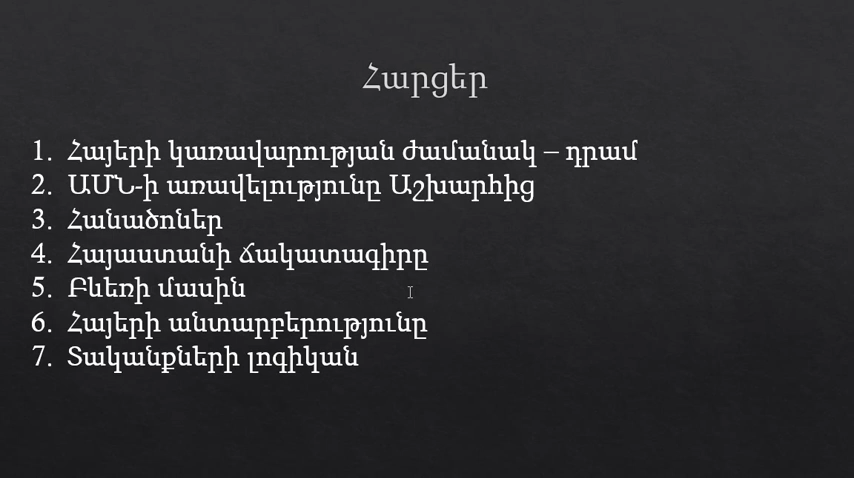 Հարցեր
1. Հայերի կառավարության ժամանակ – դրամ
2. ԱՄՆ-ի առավելությունը Աշխարհից
3. Հանածոներ
4. Հայաստանի ճակատագիրը
5. Բևեռի մասին
6. Հայերի անտարբերությունը
7. Տականքների լոգիկան